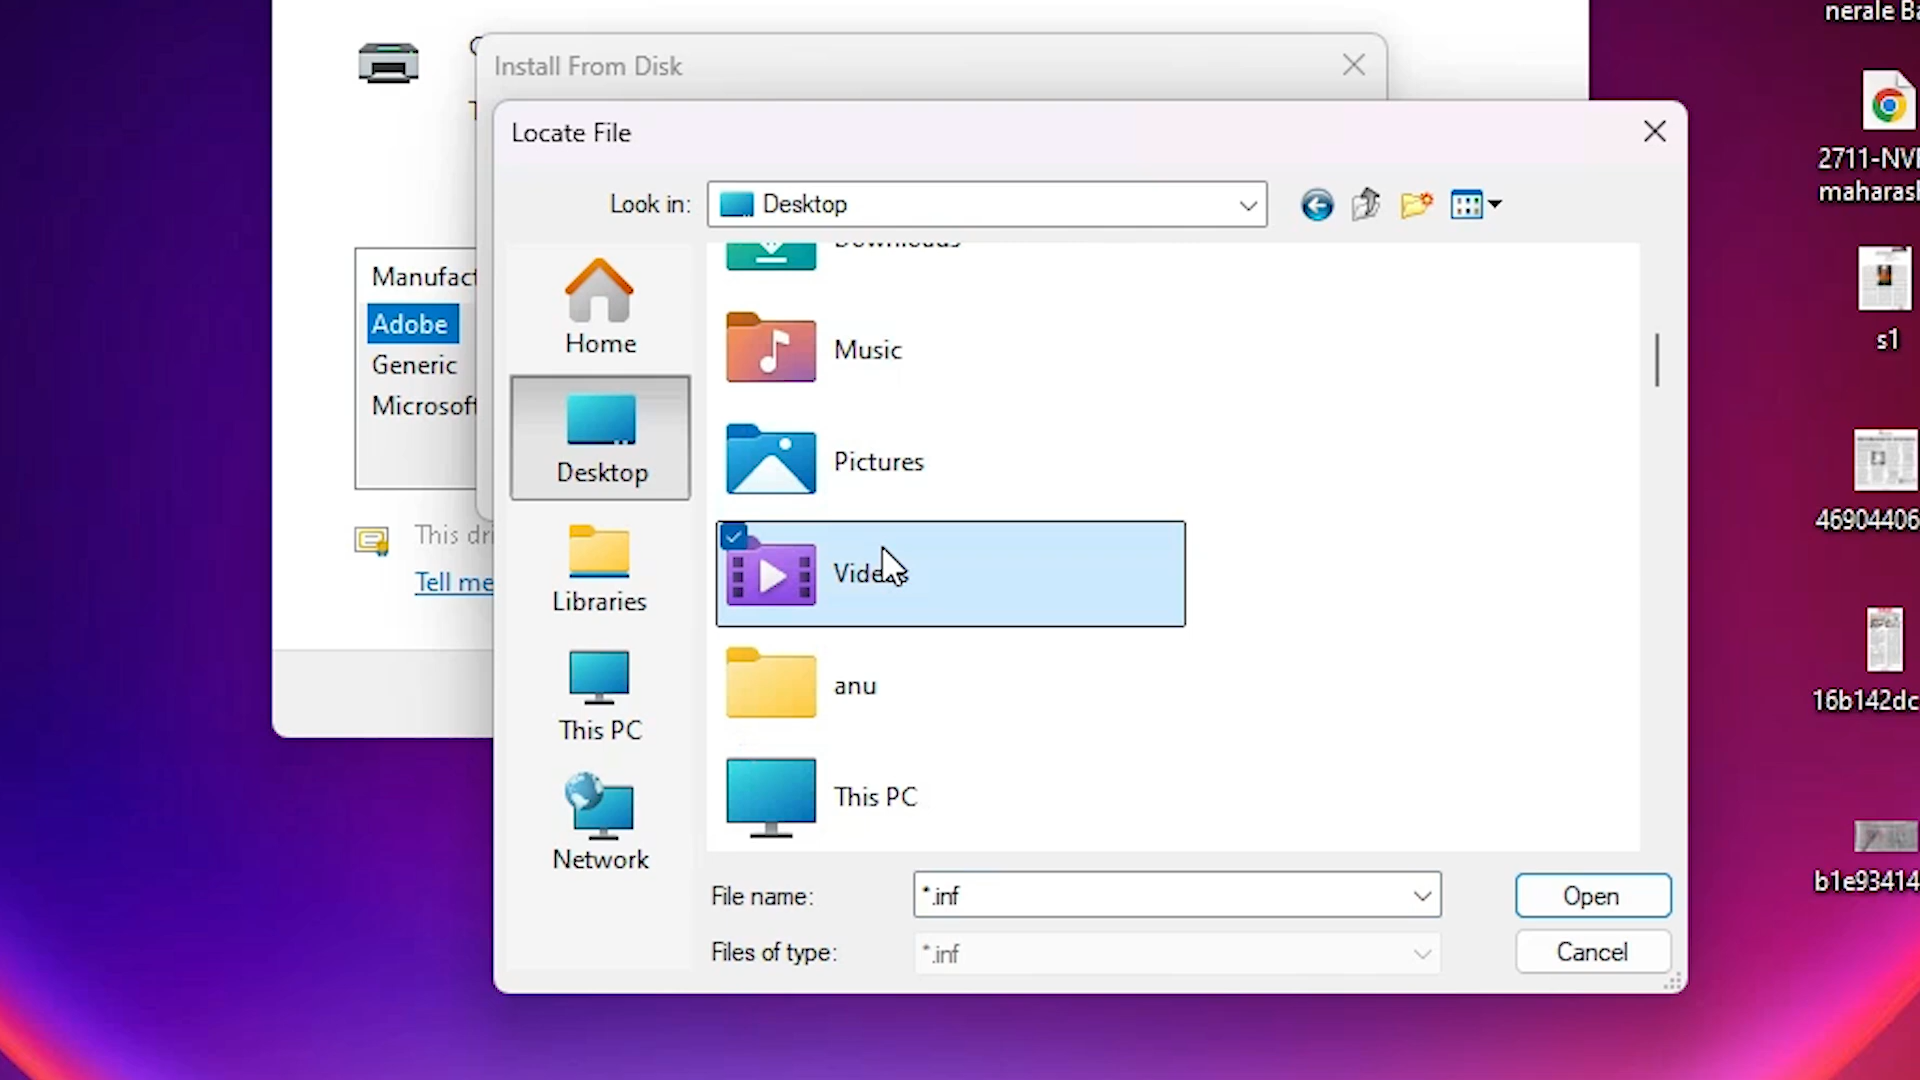 nerale Ba
Install From Disk
Locate File
Look in:
Desktop
2711-NV
maharas
Downloads
Manufact
Home
Music
s1
Adobe
Generic
Microsoft
Desktop
Pictures
This dri
Tell me
Libraries
Videos
46904406
anu
This PC
16b142dc
This PC
Network
b1e93414
File name:
*.inf
Open
Files of type:
*.inf
Cancel